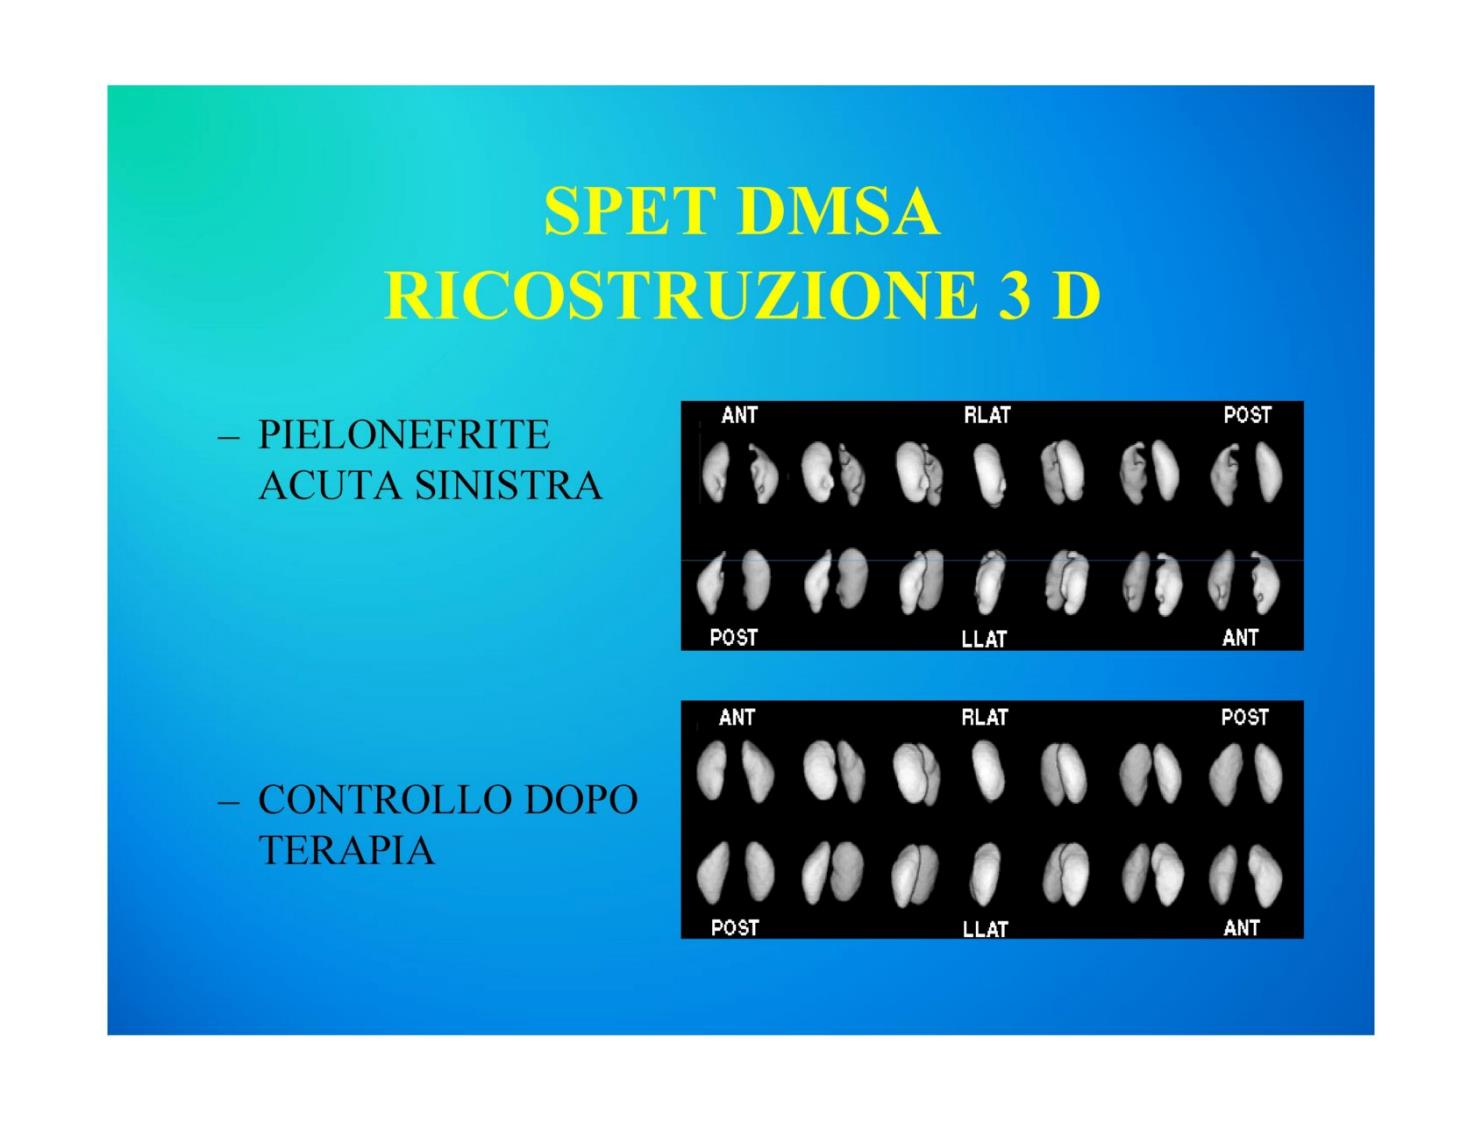 SPET DMSA
RICOSTRUZIONE 3 D
– PIELONEFRITE
ACUTA SINISTRA
ANT RLAT POST
POST LLAT ANT
– CONTROLLO DOPO
TERAPIA
ANT RLAT POST
POST LLAT ANT